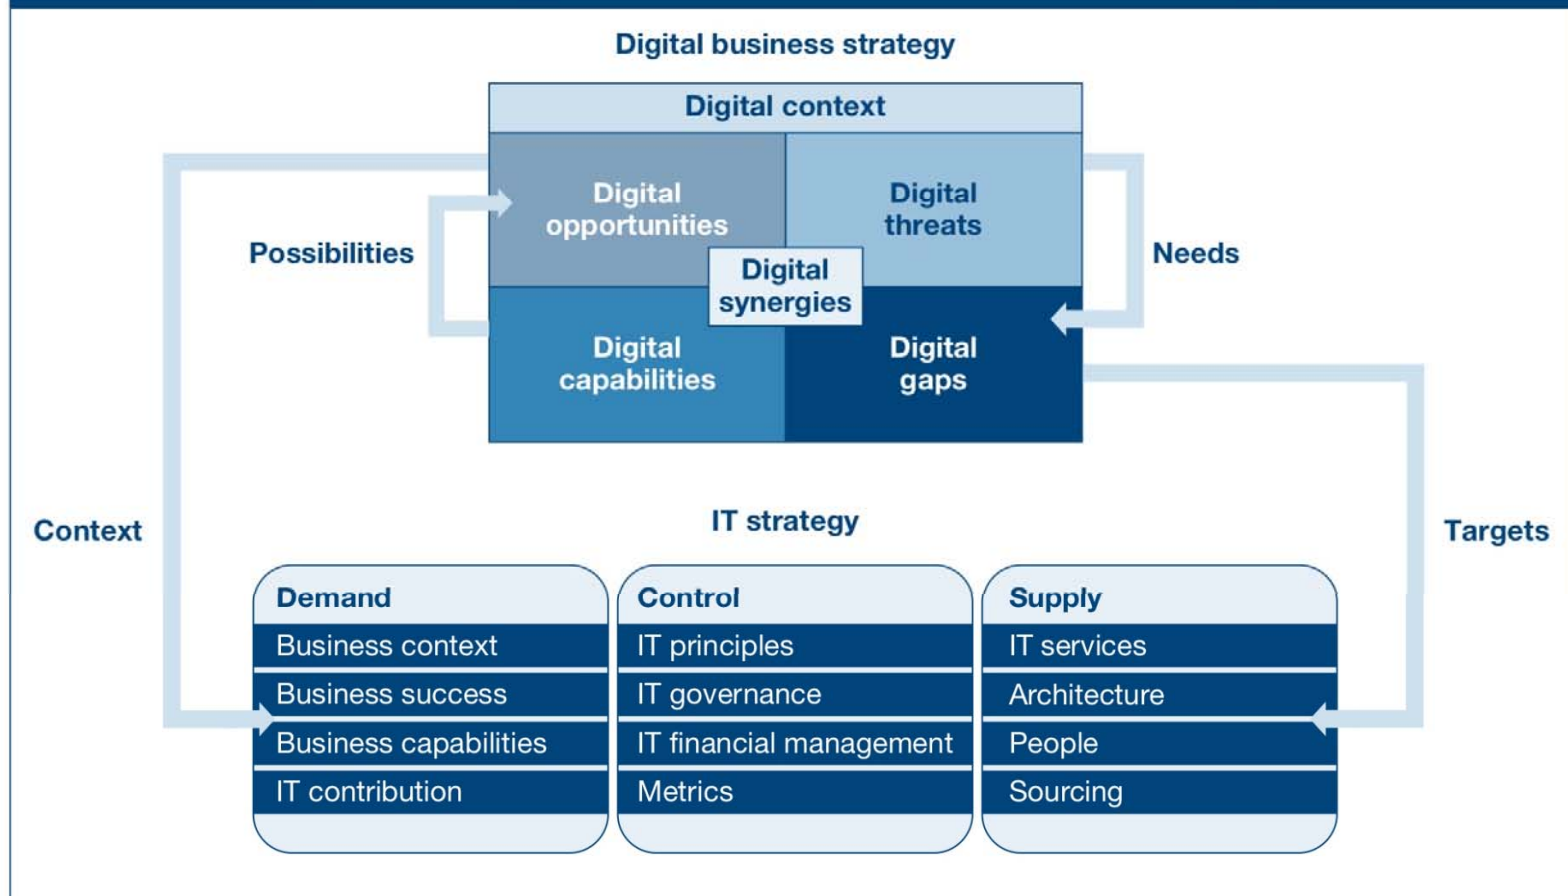 Digital business strategy
Digital context
Digital
opportunities
Digital
threats
Possibilities
Needs
Digital
synergies
Digital
capabilities
Digital
gaps
Context
IT strategy
Targets
Demand
Business context
Business success
Business capabilities
IT contribution
Control
IT principles
IT governance
IT financial management
Metrics
Supply
IT services
Architecture
People
Sourcing